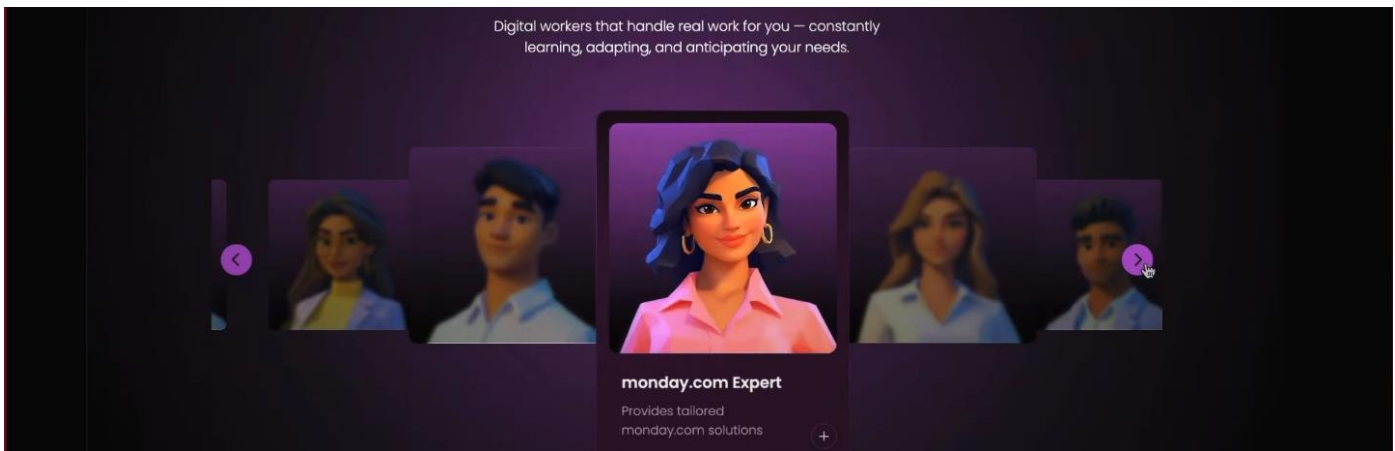 Digital workers that handle real work for you — constantly
learning, adapting, and anticipating your needs.
monday.com Expert
Provides tailored
monday.com solutions